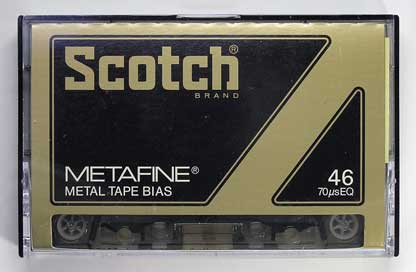 Scotch®
BRAND
METAFINE®
METAL TAPE BIAS
46
70µsEQ